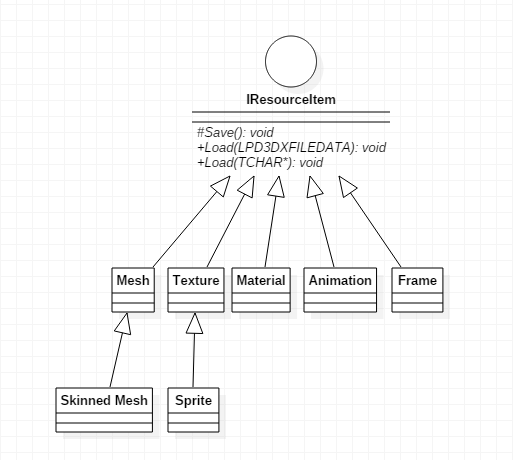 IResourceItem
#Save(): void
+Load(LPD3DXFILEDATA): void
+Load(TCHAR*): void
Mesh
Texture
Material
Animation
Frame
Skinned Mesh
Sprite